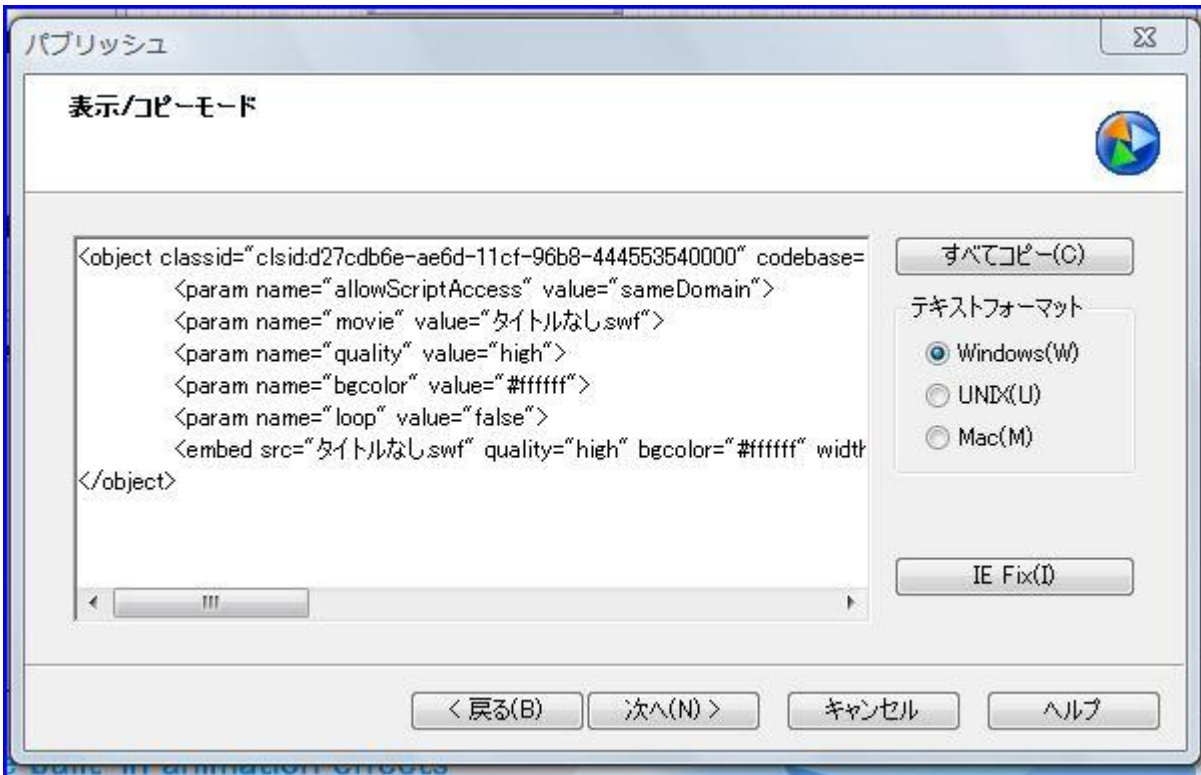 パブリッシュ
表示/コピーモード
<object classid="clsid:d27cdb6e-ae6d-11cf-96b8-444553540000" codebase=
<param name="allowScriptAccess" value="sameDomain">
<param name="movie" value="タイトルなし.swf">
<param name="quality" value="high">
<param name="bgcolor" value="#ffffff">
<param name="loop" value="false">
<embed src="タイトルなし.swf" quality="high" bgcolor="#ffffff" width
</object>
すべてコピー(C)
テキストフォーマット
Windows(W)
UNIX(U)
Mac(M)
IE Fix(I)
< 戻る(B)
次へ(N) >
キャンセル
ヘルプ
built-in animation effects